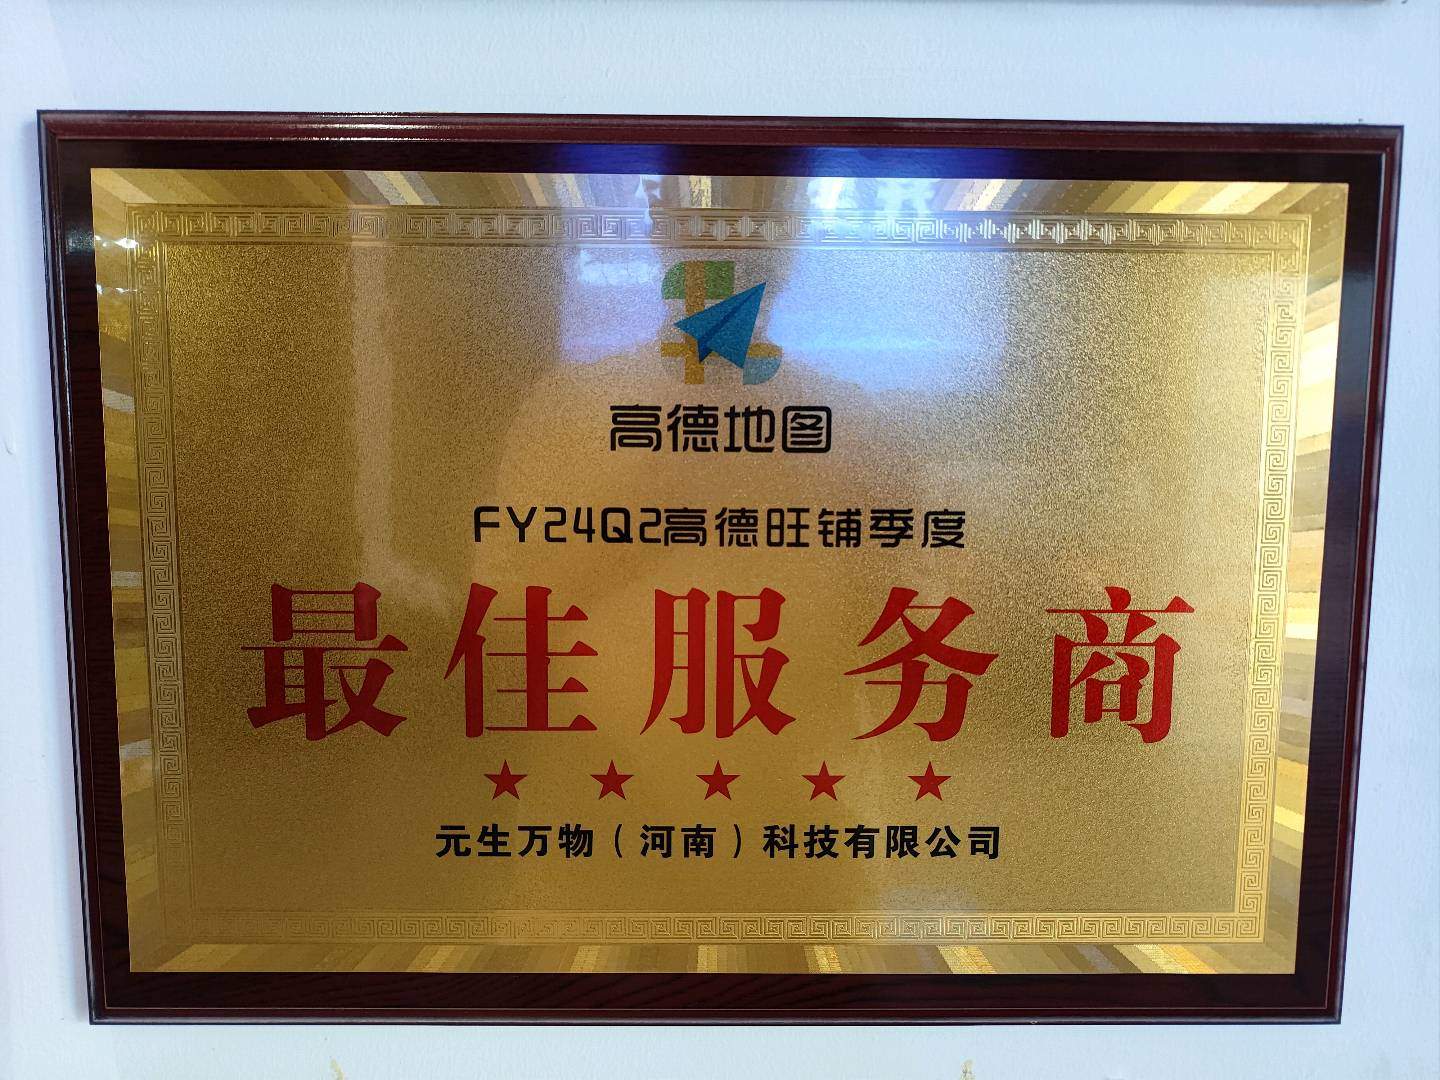 高德地图
FY24Q2高德旺铺季度
最佳服务商
★ ★ ★ ★ ★
元生万物（河南）科技有限公司